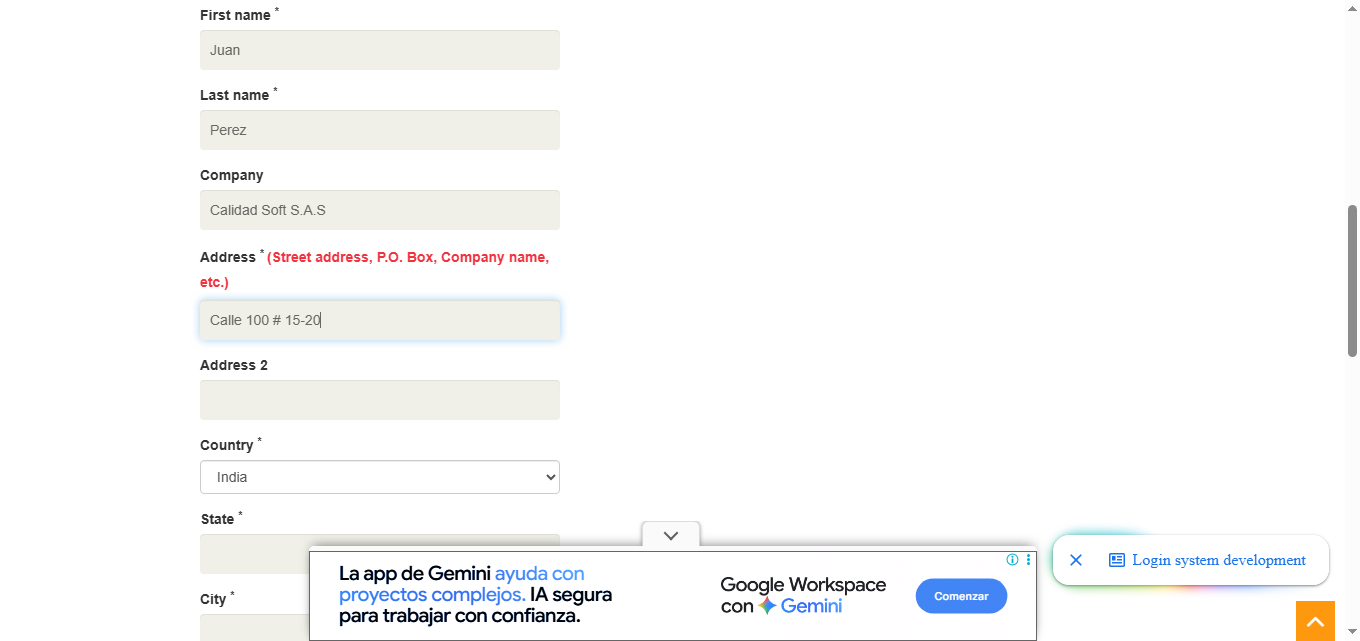 First name *
Juan
Last name *
Perez
Company
Calidad Soft S.A.S
Address * (Street address, P.O. Box, Company name,
etc.)
Calle 100 # 15-20
Address 2
Country *
India
State *
City *
La app de Gemini ayuda con
proyectos complejos. IA segura
para trabajar con confianza.
Google Workspace
con Gemini
Comenzar
Login system development